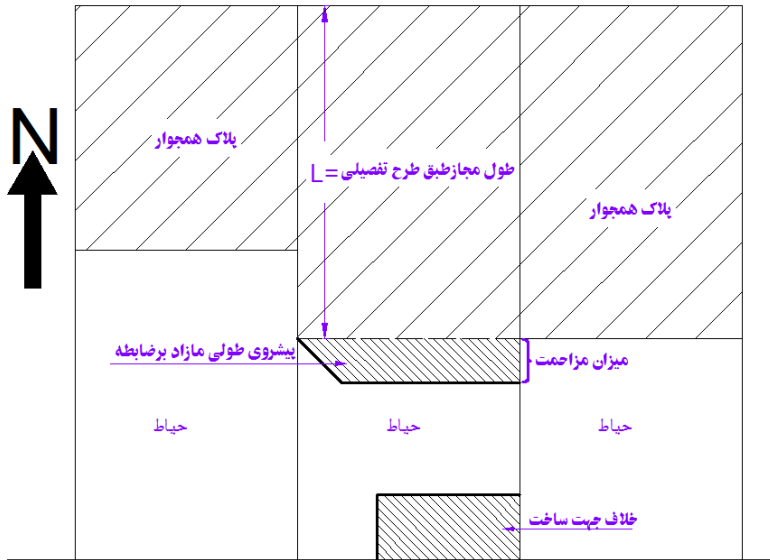 N
پلاک همجوار
طول مجازطبق طرح تفصیلی =L
پلاک همجوار
پیشروی طولی مازاد برضابطه
میزان مزاحمت
حیاط
حیاط
حیاط
خلاف جهت ساخت